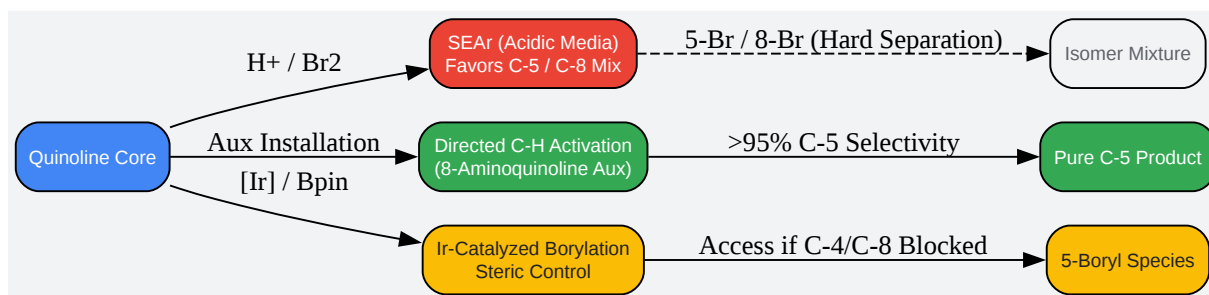 H+ / Br2
SEAr (Acidic Media)
Favors C-5 / C-8 Mix
5-Br / 8-Br (Hard Separation)
Isomer Mixture
Quinoline Core
Aux Installation
Directed C-H Activation
(8-Aminoquinoline Aux)
>95% C-5 Selectivity
Pure C-5 Product
[Ir] / Bpin
Ir-Catalyzed Borylation
Steric Control
Access if C-4/C-8 Blocked
5-Boryl Species